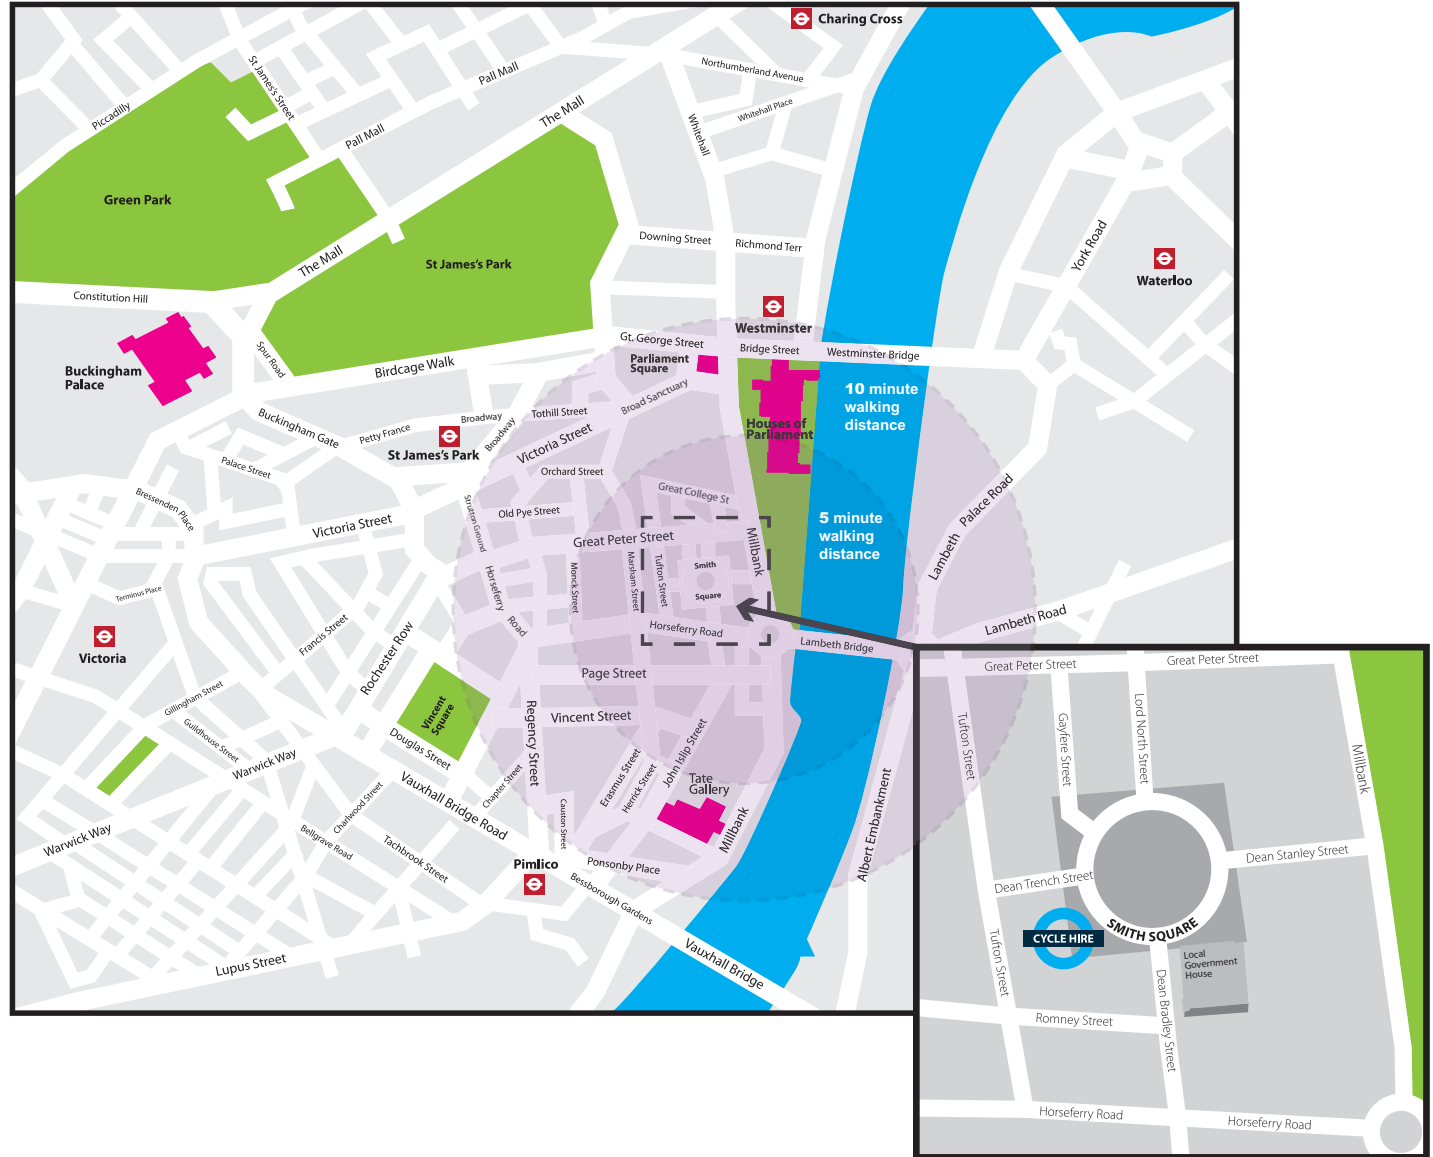 Charing Cross
Northumberland Avenue
Whitehall Place
Whitehall
St James's Street
Pall Mall
Pall Mall
Piccadilly
The Mall
Green Park
The Mall
St James's Park
Downing Street
Richmond Terr
York Road
Waterloo
Constitution Hill
Westminster
Gt. George Street
Bridge Street
Westminster Bridge
Parliament
Square
Spur Road
Birdcage Walk
Buckingham
Palace
Broad Sanctuary
10 minute
walking
distance
Houses of
Parliament
Buckingham Gate
Petty France
Broadway
Broadway
Tothill Street
St James's Park
Victoria Street
Palace Street
Orchard Street
Great College St
Bressenden Place
Strutton Ground
Old Pye Street
Victoria Street
5 minute
walking
distance
Lambeth
Palace Road
Great Peter Street
Millbank
Marsham Street
Tufton Street
Monck Street
Smith
Square
Horseferry
Road
Terminus Place
Francis Street
Rochester Row
Victoria
Horseferry Road
Lambeth Bridge
Lambeth Road
Page Street
Gillingham Street
Guildhouse Street
Vincent
Square
Douglas Street
Regency Street
Vincent Street
Erasmus Street
Herrick Street
John Islip Street
Tate
Gallery
Millbank
Albert Embankment
Warwick Way
Warwick Way
Vauxhall Bridge Road
Chapter Street
Charlwood Street
Bellgrave Road
Tachbrook Street
Causton Street
Pimlico
Ponsonby Place
Bessborough Gardens
Vauxhall Bridge
Lupus Street
Great Peter Street
Great Peter Street
Tufton Street
Gayfere Street
Lord North Street
Millbank
Dean Stanley Street
Dean Trench Street
SMITH SQUARE
CYCLE HIRE
Tufton Street
Local
Government
House
Dean Bradley Street
Romney Street
Horseferry Road
Horseferry Road